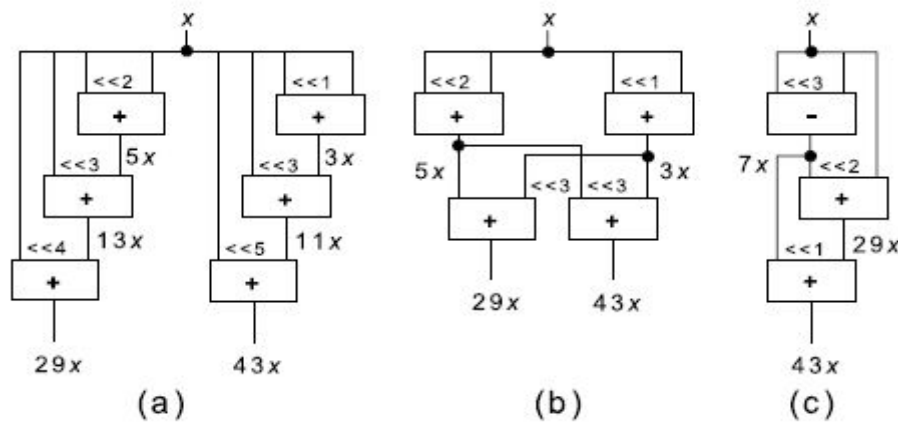 x x x
<<2 <<1 <<2 <<1 <<3
+ + + + -
5x 3x 5x 3x 7x
<<3 <<3 <<3 <<3 <<2
+ + + + +
13x 11x 29x
<<4 <<5 <<1
+ + 29x 43x +
29x 43x 43x
(a) (b) (c)